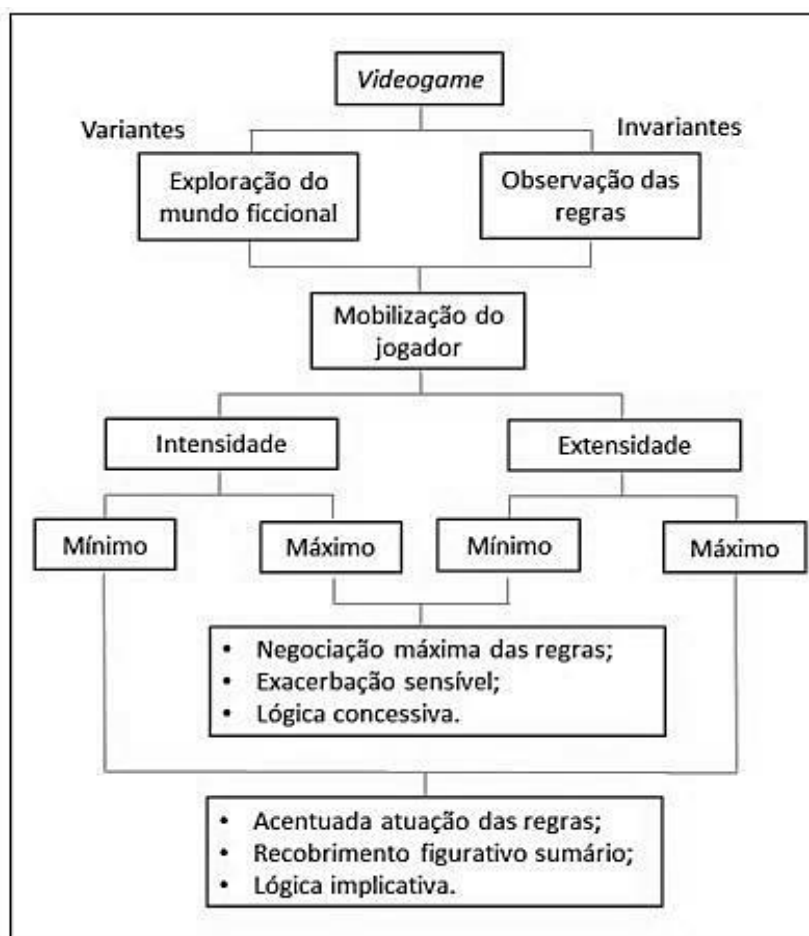 Videogame
Variantes
Invariantes
Exploração do
mundo ficcional
Observação das
regras
Mobilização do
jogador
Intensidade
Extensidade
Mínimo
Máximo
Mínimo
Máximo
• Negociação máxima das regras;
• Exacerbação sensível;
• Lógica concessiva.
• Acentuada atuação das regras;
• Recobrimento figurativo sumário;
• Lógica implicativa.